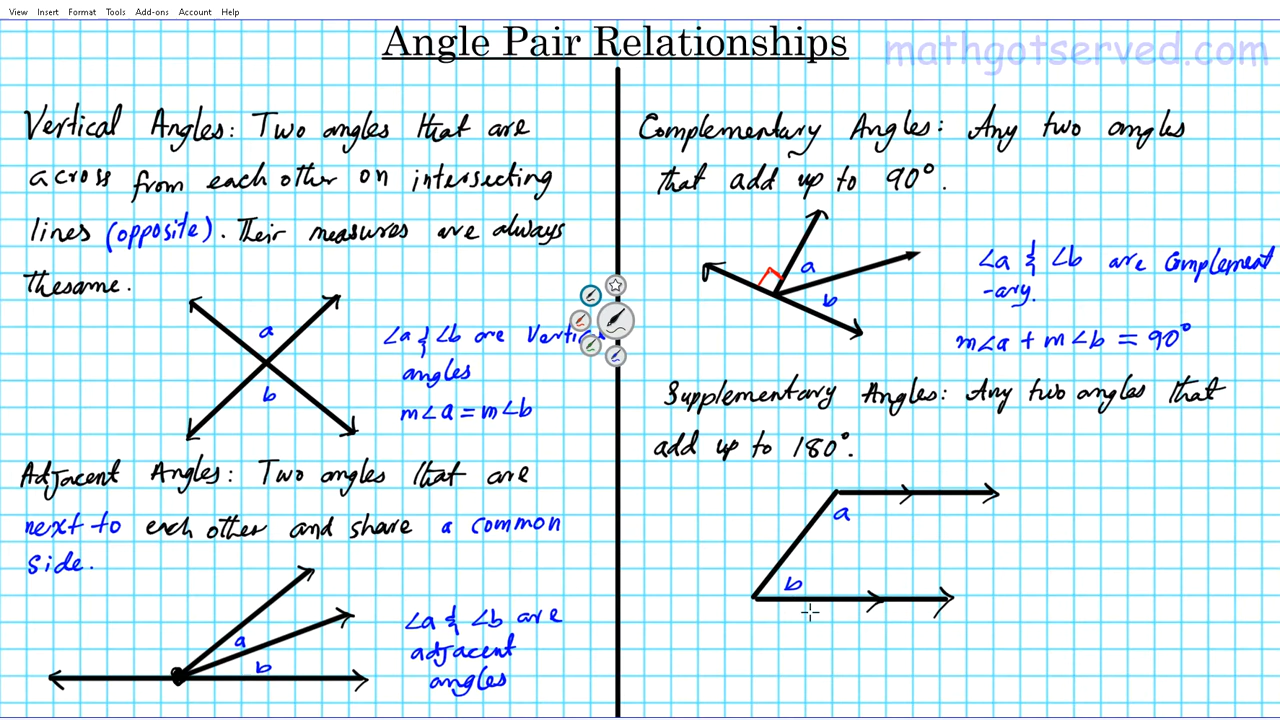 View Insert Format Tools Add-ons Account Help
Angle Pair Relationships
mathgotserved.com
Vertical Angles: Two angles that are
across from each other on intersecting
lines (opposite). Their measures are always
thesame.
a
b
∠a & ∠b are Vertic
angles
m∠a = m∠b
Adjacent Angles: Two angles that are
next to each other and share a common
side.
a
b
∠a & ∠b are
adjacent
angles
Complementary Angles: Any two angles
that add up to 90°.
a
b
∠a & ∠b are Complement
-ary.
m∠a + m∠b = 90°
Supplementary Angles: Any two angles that
add up to 180°.
a
b